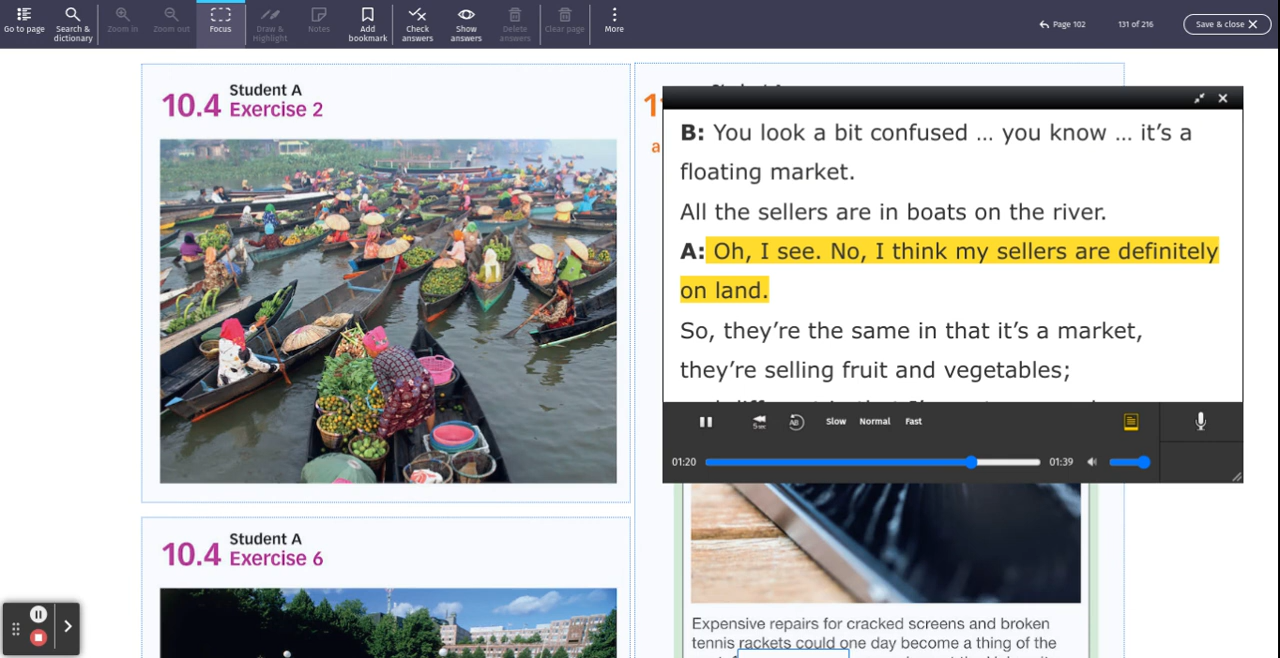 Go to page
Search & dictionary
Zoom in
Zoom out
Focus
Draw & Highlight
Notes
Add bookmark
Check answers
Show answers
Delete answers
Clear page
More
Page 102
131 of 216
Save & close
10.4 Student A
Exercise 2
a
B: You look a bit confused ... you know ... it's a
floating market.
All the sellers are in boats on the river.
A: Oh, I see. No, I think my sellers are definitely
on land.
So, they're the same in that it's a market,
they're selling fruit and vegetables;
5 sec
AB
Slow
Normal
Fast
01:20
01:39
10.4 Student A
Exercise 6
Expensive repairs for cracked screens and broken
tennis rackets could one day become a thing of the